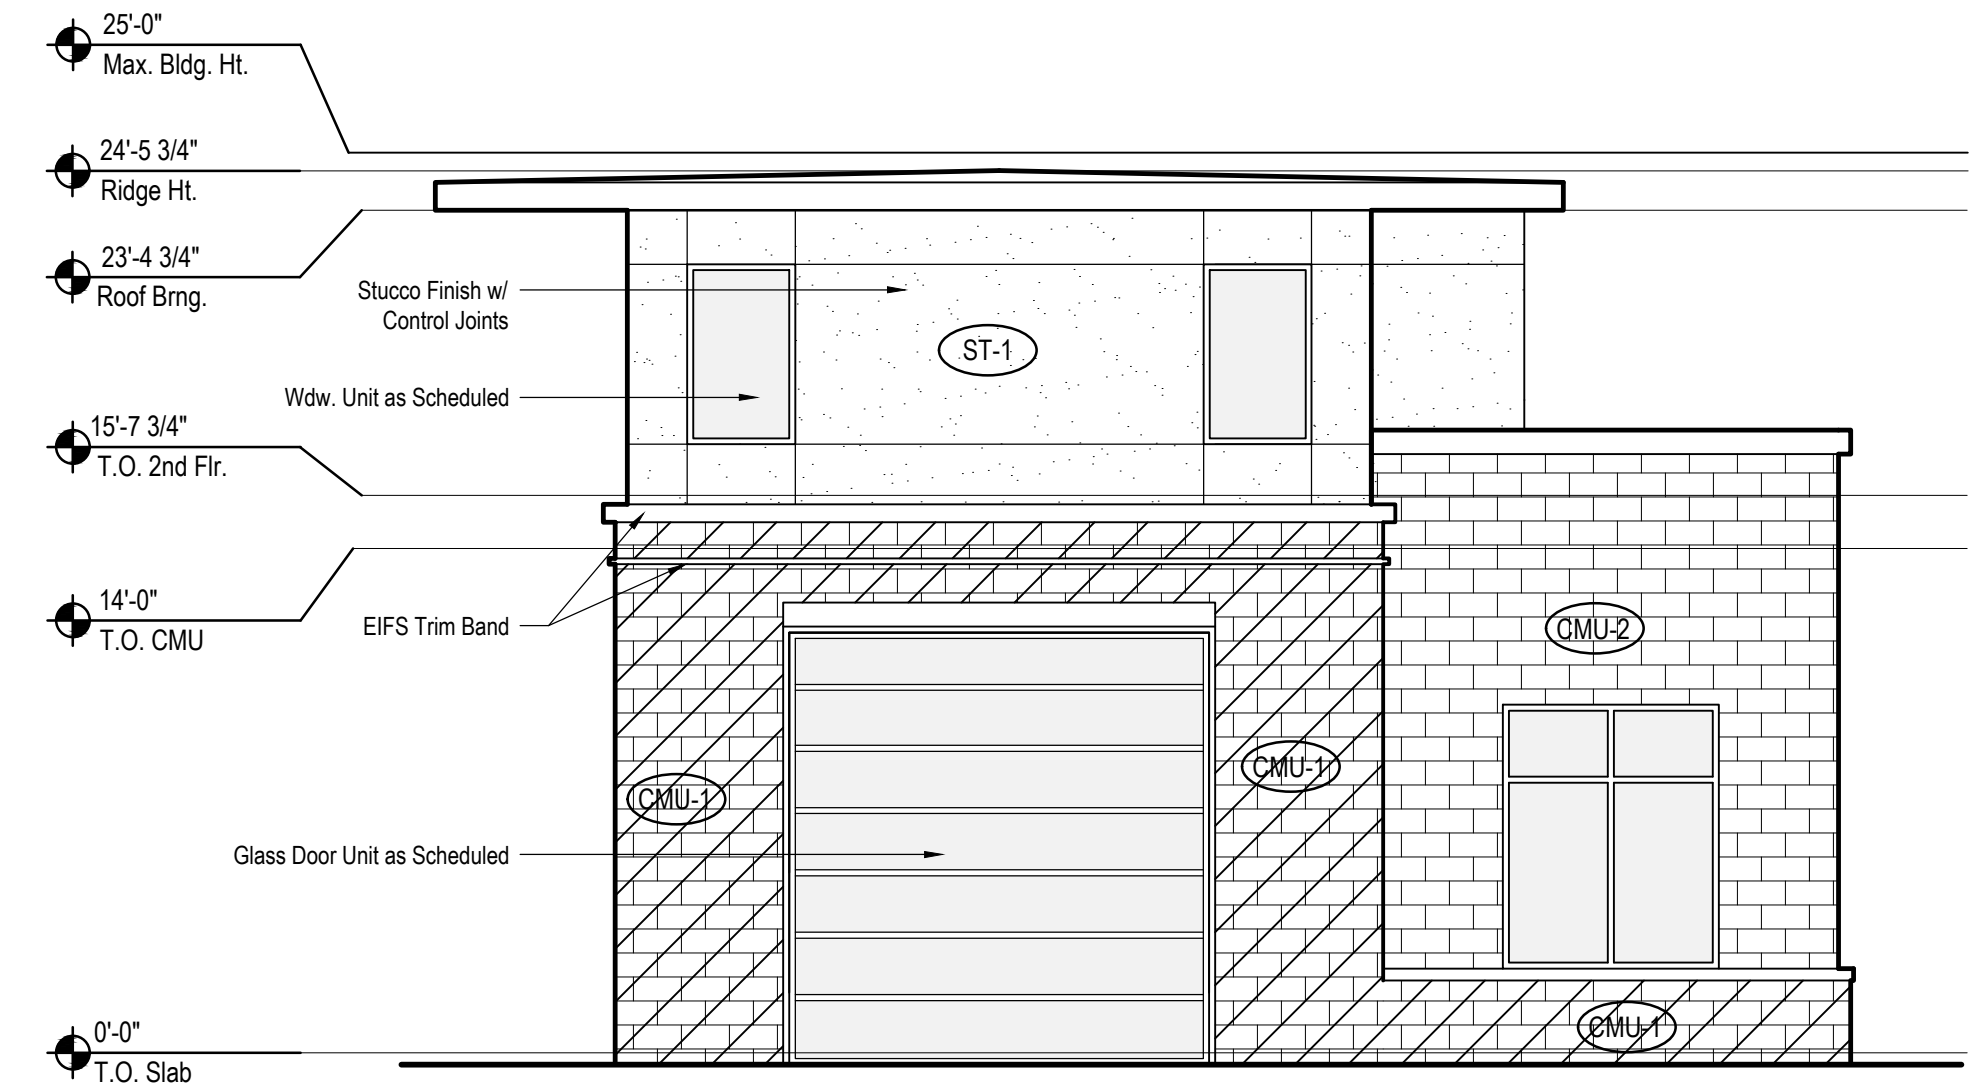 25'-0"
Max. Bldg. Ht.
24'-5 3/4"
Ridge Ht.
23'-4 3/4"
Roof Brng.
Stucco Finish w/
Control Joints
ST-1
Wdw. Unit as Scheduled
15'-7 3/4"
T.O. 2nd Flr.
14'-0"
T.O. CMU
EIFS Trim Band
CMU-2
CMU-1
CMU-1
Glass Door Unit as Scheduled
CMU-1
0'-0"
T.O. Slab